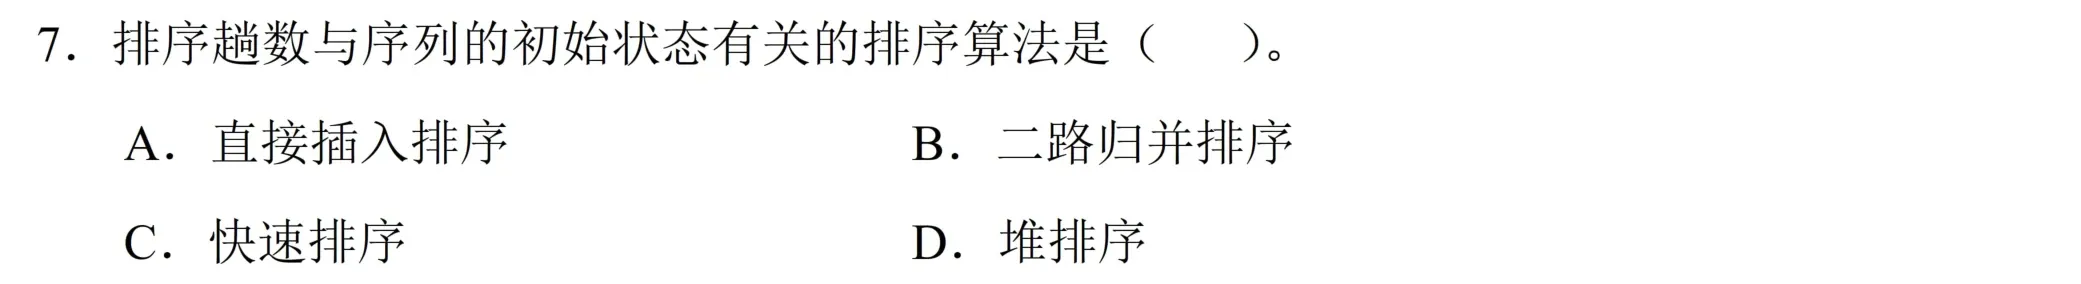 7. 排序趟数与序列的初始状态有关的排序算法是（  ）。
A. 直接插入排序 B. 二路归并排序
C. 快速排序 D. 堆排序